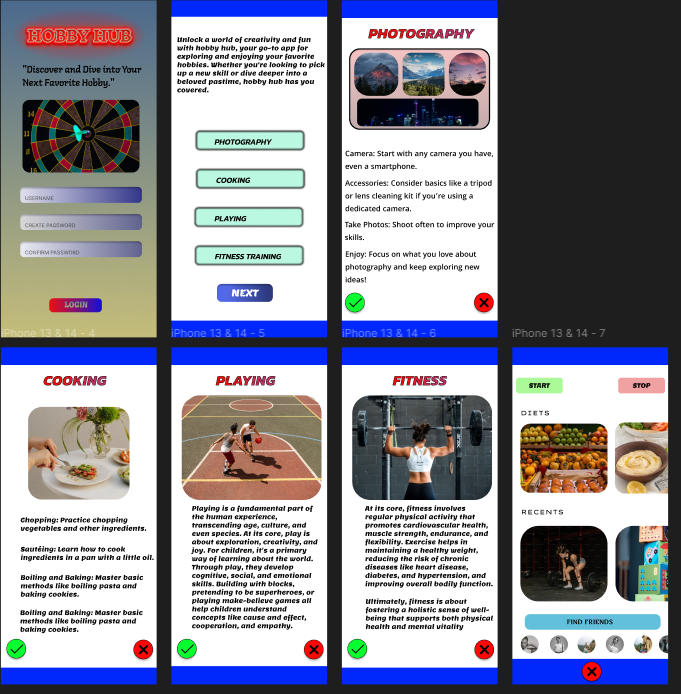 HOBBY HUB
"Discover and Dive into Your
Next Favorite Hobby."
14
11
8
16
USERNAME
CREATE PASSWORD
CONFIRM PASSWORD
LOGIN
iPhone 13 & 14 - 4
Unlock a world of creativity and fun
with hobby hub, your go-to app for
exploring and enjoying your favorite
hobbies. Whether you're looking to pick
up a new skill or dive deeper into a
beloved pastime, hobby hub has you
covered.
PHOTOGRAPHY
COOKING
PLAYING
FITNESS TRAINING
NEXT
iPhone 13 & 14 - 5
PHOTOGRAPHY
Camera: Start with any camera you have,
even a smartphone.
Accessories: Consider basics like a tripod
or lens cleaning kit if you're using a
dedicated camera.
Take Photos: Shoot often to improve your
skills.
Enjoy: Focus on what you love about
photography and keep exploring new
ideas!
iPhone 13 & 14 - 6
iPhone 13 & 14 - 7
COOKING
Chopping: Practice chopping
vegetables and other ingredients.
Sautéing: Learn how to cook
ingredients in a pan with a little oil.
Boiling and Baking: Master basic
methods like boiling pasta and
baking cookies.
Boiling and Baking: Master basic
methods like boiling pasta and
baking cookies.
PLAYING
Playing is a fundamental part of
the human experience,
transcending age, culture, and
even species. At its core, play is
about exploration, creativity, and
joy. For children, it's a primary
way of learning about the world.
Through play, they develop
cognitive, social, and emotional
skills. Building with blocks,
pretending to be superheroes, or
playing make-believe games all
help children understand
concepts like cause and effect,
cooperation, and empathy.
FITNESS
At its core, fitness involves
regular physical activity that
promotes cardiovascular health,
muscle strength, endurance, and
flexibility. Exercise helps in
maintaining a healthy weight,
reducing the risk of chronic
diseases like heart disease,
diabetes, and hypertension, and
improving overall bodily junction.
Ultimately, fitness is about
fostering a holistic sense of well-
being that supports both physical
health and mental vitality
START
STOP
DIETS
RECENTS
FIND FRIENDS